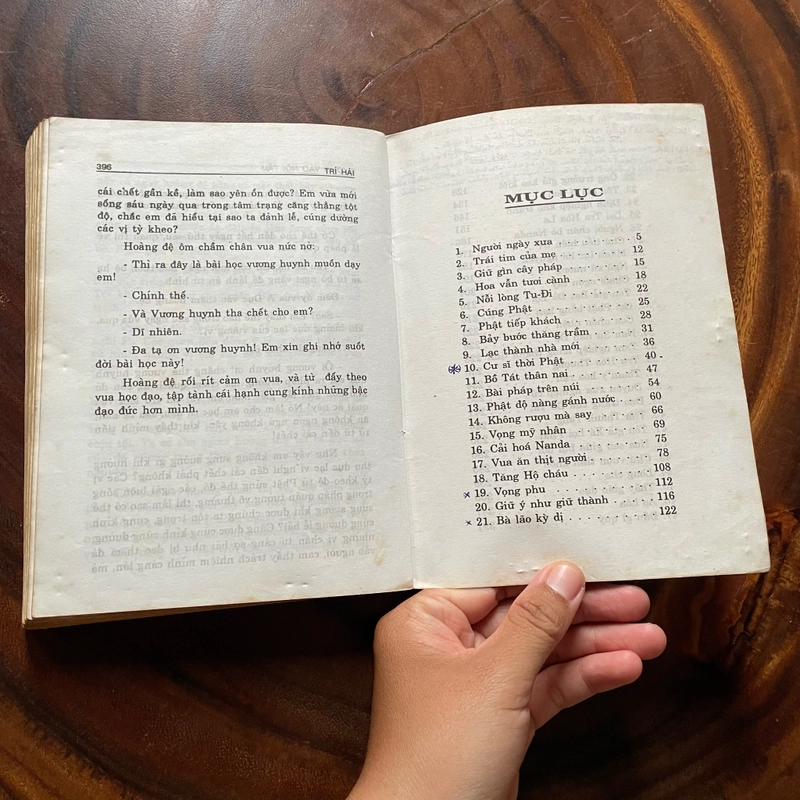 396
TRÍ HẢI
cái chết gần kề, làm sao yên ổn được? Em vừa mới
sống sáu ngày qua trong tâm trạng căng thẳng tột
độ, chắc em đã hiểu tại sao ta đảnh lễ, cúng dường
các vị tỳ kheo?
Hoàng đệ ôm chầm chân vua nức nở:
- Thì ra đây là bài học vương huynh muốn dạy
em!
- Chính thế.
- Và Vương huynh tha chết cho em?
- Dĩ nhiên.
- Đa tạ ơn vương huynh! Em xin ghi nhớ suốt
đời bài học này!
Hoàng đệ rối rít cảm ơn vua, và từ đấy theo
vua học đạo, tập tành cái hạnh cung kính những bậc
đạo đức hơn mình.
MỤC LỤC
1. Người ngày xưa . . . . . . . . . . 5
2. Trái tim của mẹ . . . . . . . . . . 12
3. Giữ gìn cây pháp . . . . . . . . . . 15
4. Hoa vẫn tươi cành . . . . . . . . . . 18
5. Nỗi lòng Tu-Đi . . . . . . . . . . 22
6. Cúng Phật . . . . . . . . . . 25
7. Phật tiếp khách . . . . . . . . . . 28
8. Bảy bước thăng trầm . . . . . . . . . . 31
9. Lạc thành nhà mới . . . . . . . . . . 36
10. Cư sĩ thời Phật . . . . . . . . . . 40 -
11. Bồ Tát thân nai . . . . . . . . . . 47
12. Bài pháp trên núi . . . . . . . . . . 54
13. Phật độ nàng gánh nước . . . . . . . . . . 60
14. Không rượu mà say . . . . . . . . . . 66
15. Vọng mỹ nhân . . . . . . . . . . 69
16. Cải hoá Nanda . . . . . . . . . . 75
17. Vua ăn thịt người . . . . . . . . . . 78
18. Tăng Hộ cháu . . . . . . . . . . 108
x 19. Vọng phu . . . . . . . . . . 112
20. Giữ ý như giữ thành . . . . . . . . . . 116
x 21. Bà lão kỳ dị . . . . . . . . . . 122